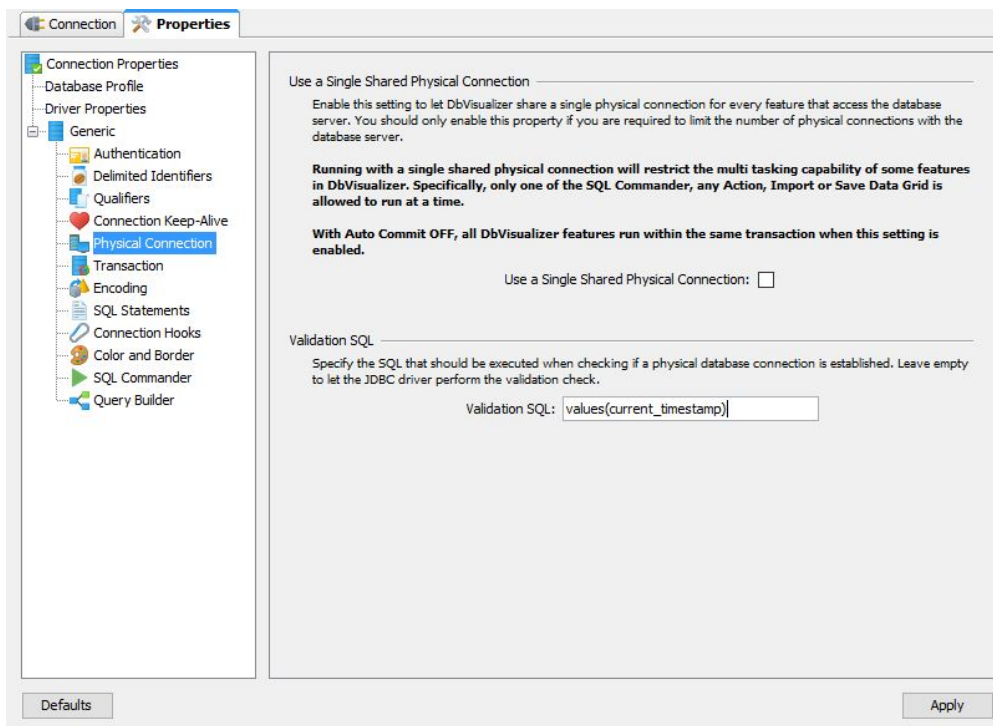 Connection
Properties
Connection Properties
Database Profile
Driver Properties
Generic
Authentication
Delimited Identifiers
Qualifiers
Connection Keep-Alive
Physical Connection
Transaction
Encoding
SQL Statements
Connection Hooks
Color and Border
SQL Commander
Query Builder
Use a Single Shared Physical Connection
Enable this setting to let DbVisualizer share a single physical connection for every feature that access the database
server. You should only enable this property if you are required to limit the number of physical connections with the
database server.
Running with a single shared physical connection will restrict the multi tasking capability of some features
in DbVisualizer. Specifically, only one of the SQL Commander, any Action, Import or Save Data Grid is
allowed to run at a time.
With Auto Commit OFF, all DbVisualizer features run within the same transaction when this setting is
enabled.
Use a Single Shared Physical Connection:
Validation SQL
Specify the SQL that should be executed when checking if a physical database connection is established. Leave empty
to let the JDBC driver perform the validation check.
Validation SQL: values(current_timestamp)
Defaults
Apply